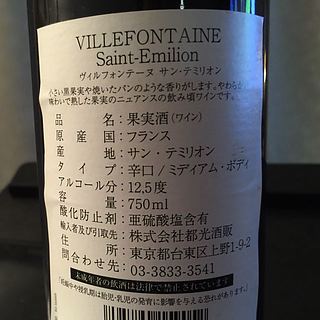 VILLEFONTAINE
Saint-Emilion
ヴィルフォンテーヌ サン・テミリオン
小さい黒果実や焼いたパンのような香りがします。やわらか
味わいで熟した果実のニュアンスの飲み頃ワインです。
品名：果実酒（ワイン）
原産国：フランス
産地：サン・テミリオン
タイプ：辛口/ミディアム・ボディ
アルコール分：12.5度
容量：750ml
酸化防止剤：亜硫酸塩含有
輸入者及び引取先：株式会社都光酒販
住所：東京都台東区上野1-9-2
問合わせ先：03-3833-3541
未成年者の飲酒は法律で禁止されています
「妊娠中や授乳期は胎児・乳児の発育に影響を与える恐れがあります。